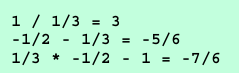 1 / 1/3 = 3
-1/2 - 1/3 = -5/6
1/3 * -1/2 - 1 = -7/6